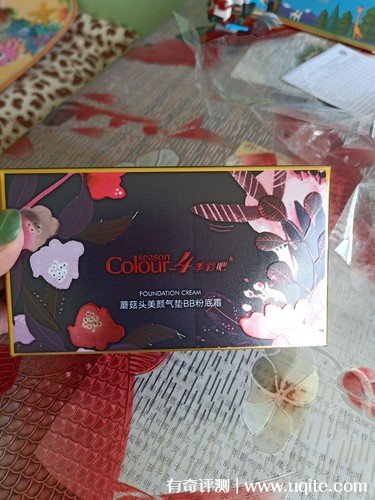 season
Colour 4季彩吧®
FOUNDATION CREAM
蘑菇头美颜气垫BB粉底霜
有奇评测 | www.uqite.com